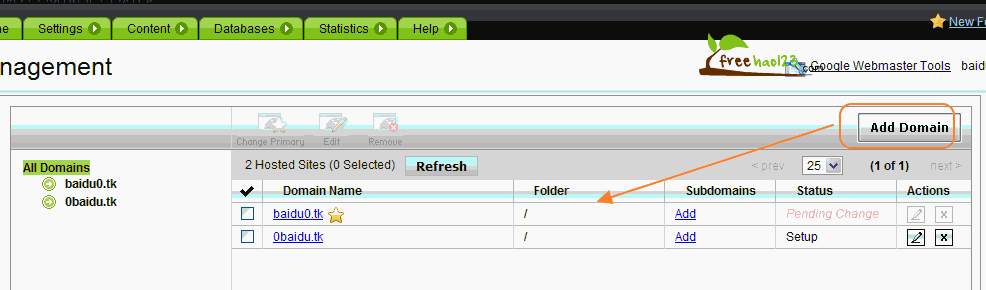 ne Settings Content Databases Statistics Help New Fe
nagement
freehao123
.com
Google Webmaster Tools baid
Change Primary Edit Remove Add Domain
All Domains
baidu0.tk
0baidu.tk
2 Hosted Sites (0 Selected) Refresh < prev 25 (1 of 1) next >
Domain Name Folder Subdomains Status Actions
baidu0.tk / Add Pending Change
0baidu.tk / Add Setup